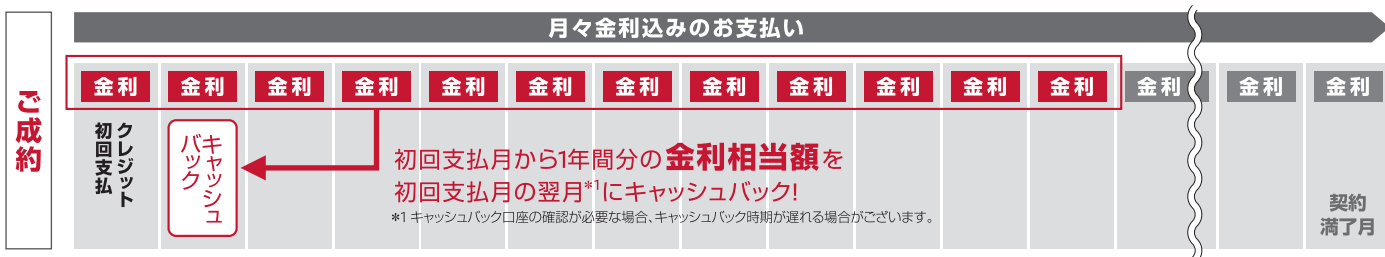 ご成約
月々金利込みのお支払い
金利 金利 金利 金利 金利 金利 金利 金利 金利 金利 金利 金利 金利 金利 金利
クレジット
初回支払
キャッシュ
バック
初回支払月から1年間分の金利相当額を
初回支払月の翌月*1にキャッシュバック!
*1 キャッシュバック口座の確認が必要な場合、キャッシュバック時期が遅れる場合がございます。
契約
満了月